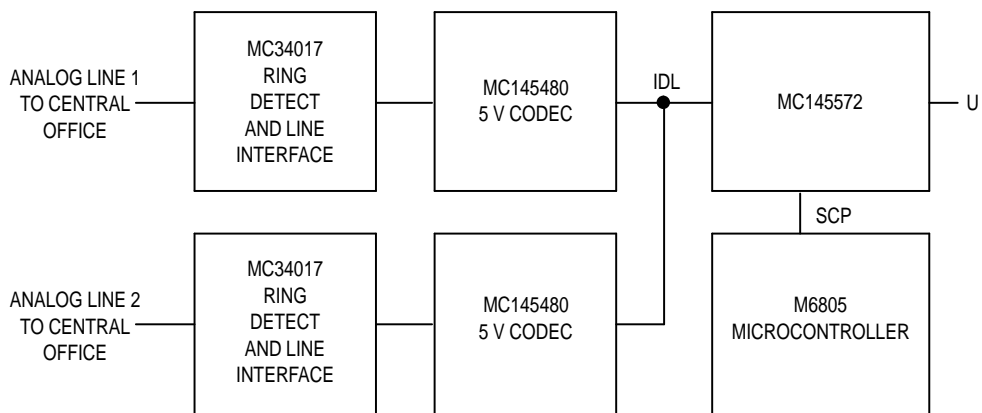 ANALOG LINE 1
TO CENTRAL
OFFICE
MC34017
RING
DETECT
AND LINE
INTERFACE
MC145480
5 V CODEC
IDL
MC145572
U
SCP
ANALOG LINE 2
TO CENTRAL
OFFICE
MC34017
RING
DETECT
AND LINE
INTERFACE
MC145480
5 V CODEC
M6805
MICROCONTROLLER